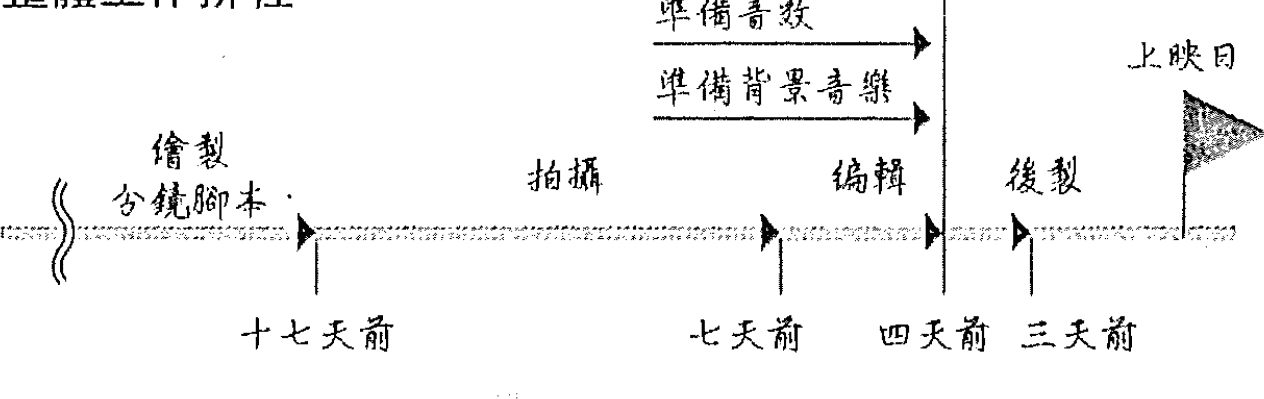 準備音效
準備背景音樂
上映日
繪製
分鏡腳本
拍攝
編輯
後製
十七天前
七天前
四天前
三天前